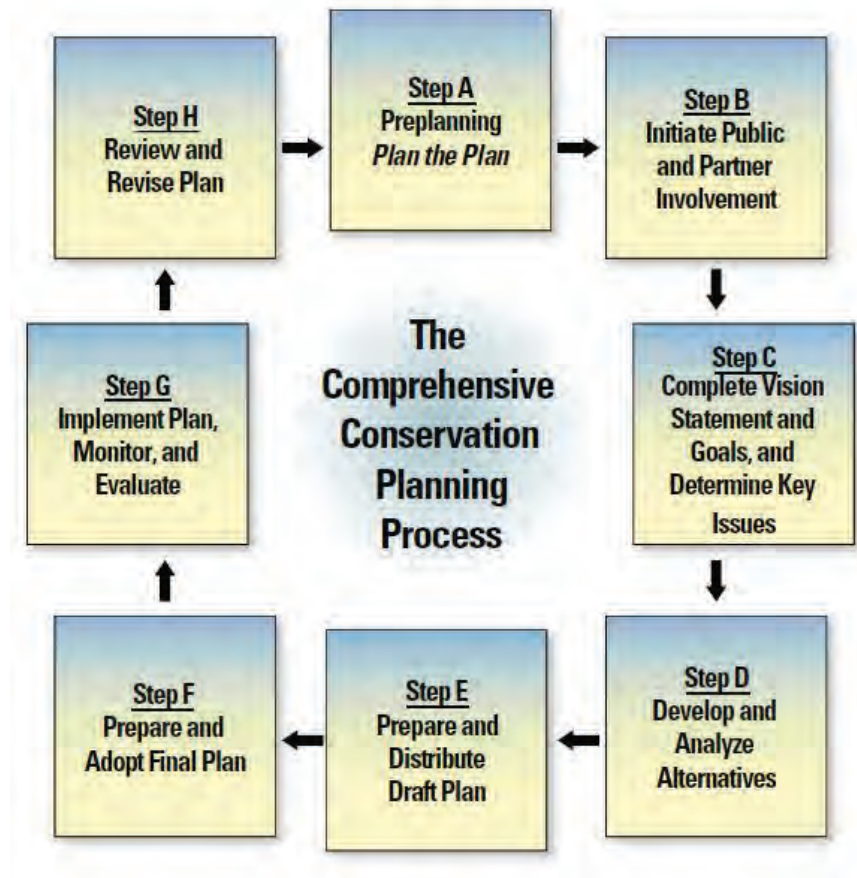 Step A
Preplanning
Plan the Plan
Step B
Initiate Public
and Partner
Involvement
Step C
Complete Vision
Statement and
Goals, and
Determine Key
Issues
Step D
Develop and
Analyze
Alternatives
Step E
Prepare and
Distribute
Draft Plan
Step F
Prepare and
Adopt Final Plan
Step G
Implement Plan,
Monitor, and
Evaluate
Step H
Review and
Revise Plan
The
Comprehensive
Conservation
Planning
Process